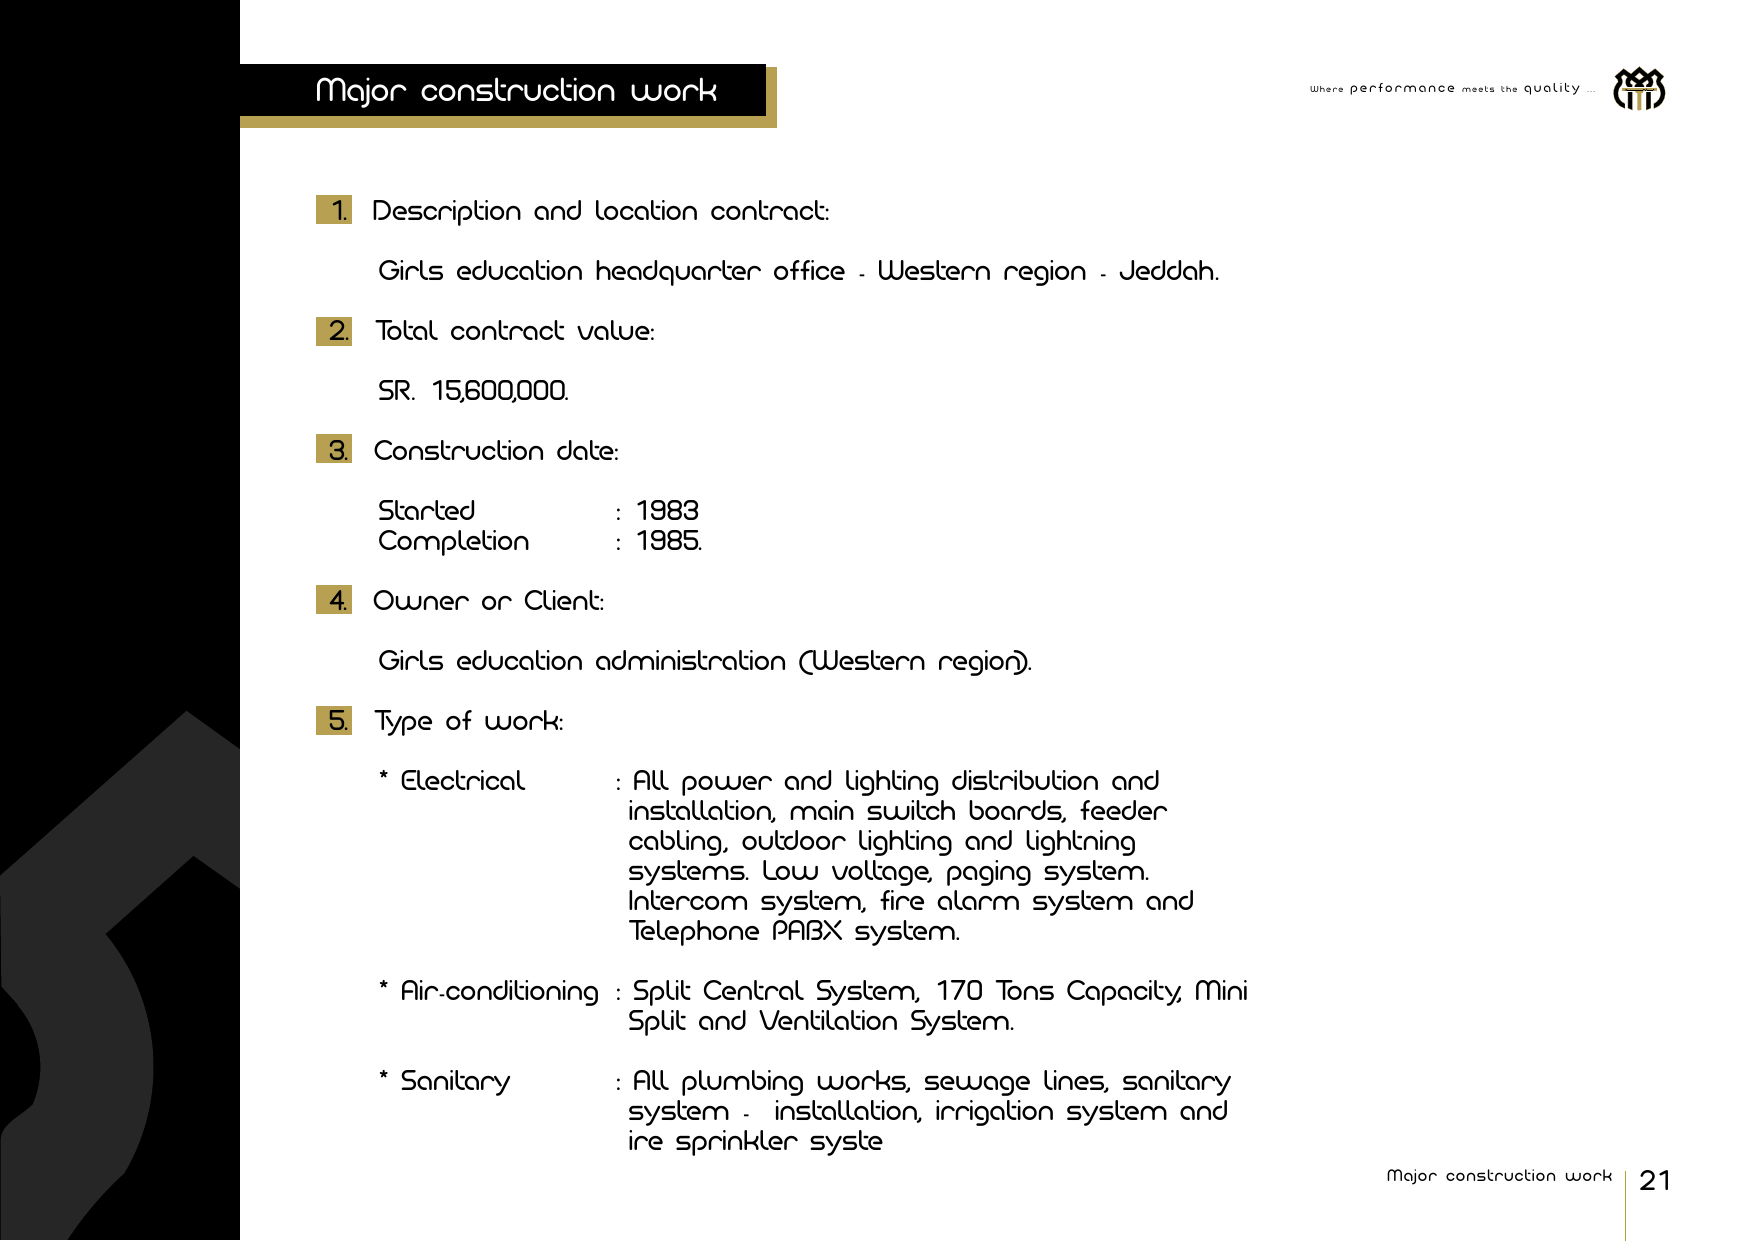 Major construction work
Where performance meets the quality ...
1. Description and location contract:
Girls education headquarter office - Western region - Jeddah.
2. Total contract value:
SR. 15,600,000.
3. Construction date:
Started : 1983
Completion : 1985.
4. Owner or Client:
Girls education administration (Western region).
5. Type of work:
* Electrical : All power and lighting distribution and
installation, main switch boards, feeder
cabling, outdoor lighting and lightning
systems. Low voltage, paging system.
Intercom system, fire alarm system and
Telephone PABX system.
* Air-conditioning : Split Central System, 170 Tons Capacity, Mini
Split and Ventilation System.
* Sanitary : All plumbing works, sewage lines, sanitary
system - installation, irrigation system and
ire sprinkler syste
Major construction work 21